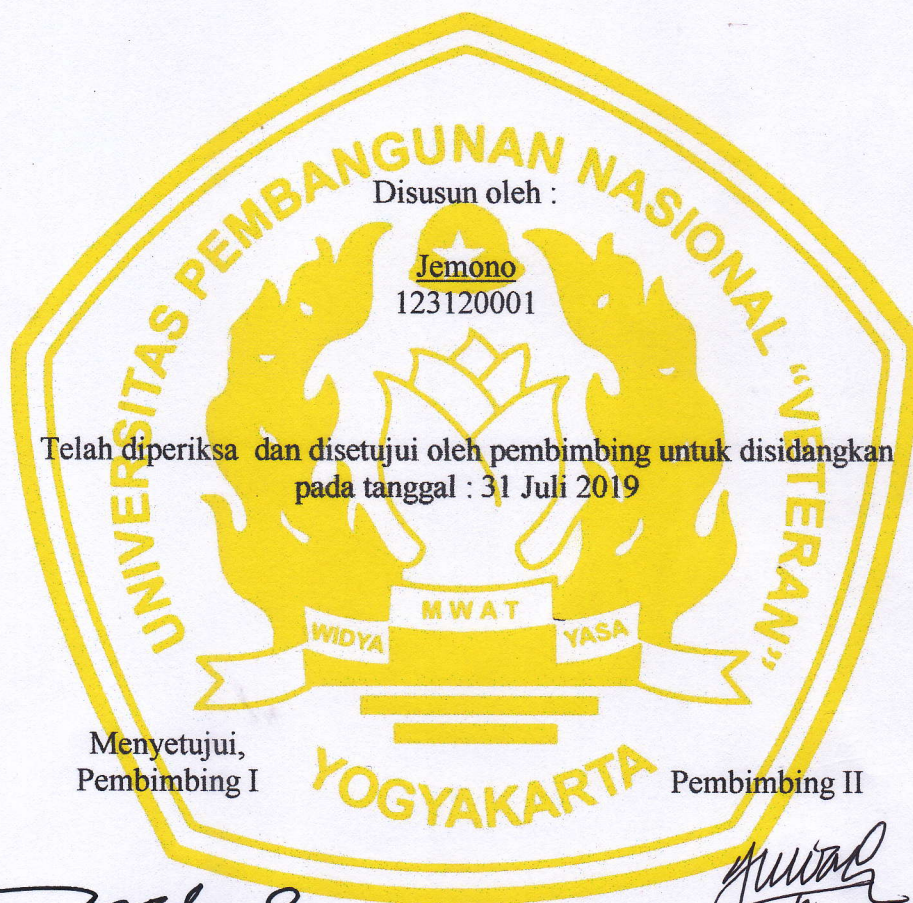 UNIVERSITAS PEMBANGUNAN NASIONAL "VETERAN"
Disusun oleh :
Jemono
123120001
Telah diperiksa dan disetujui oleh pembimbing untuk disidangkan
pada tanggal : 31 Juli 2019
WIDYA MWAT YASA
YOGYAKARTA
Menyetujui,
Pembimbing I
Pembimbing II